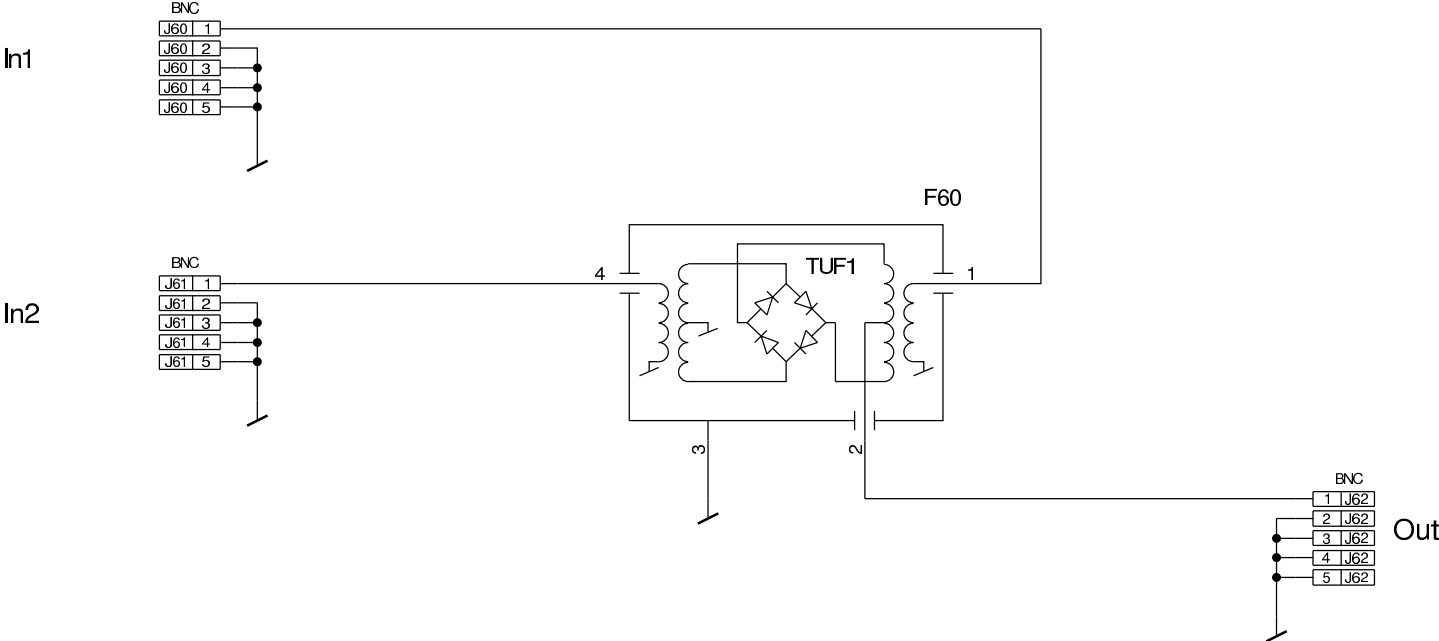 BNC
J60 1
J60 2
In1
J60 3
J60 4
J60 5
F60
BNC
TUF1
4
1
J61 1
J61 2
In2
J61 3
J61 4
J61 5
3
2
BNC
1 J62
2 J62
Out
3 J62
4 J62
5 J62